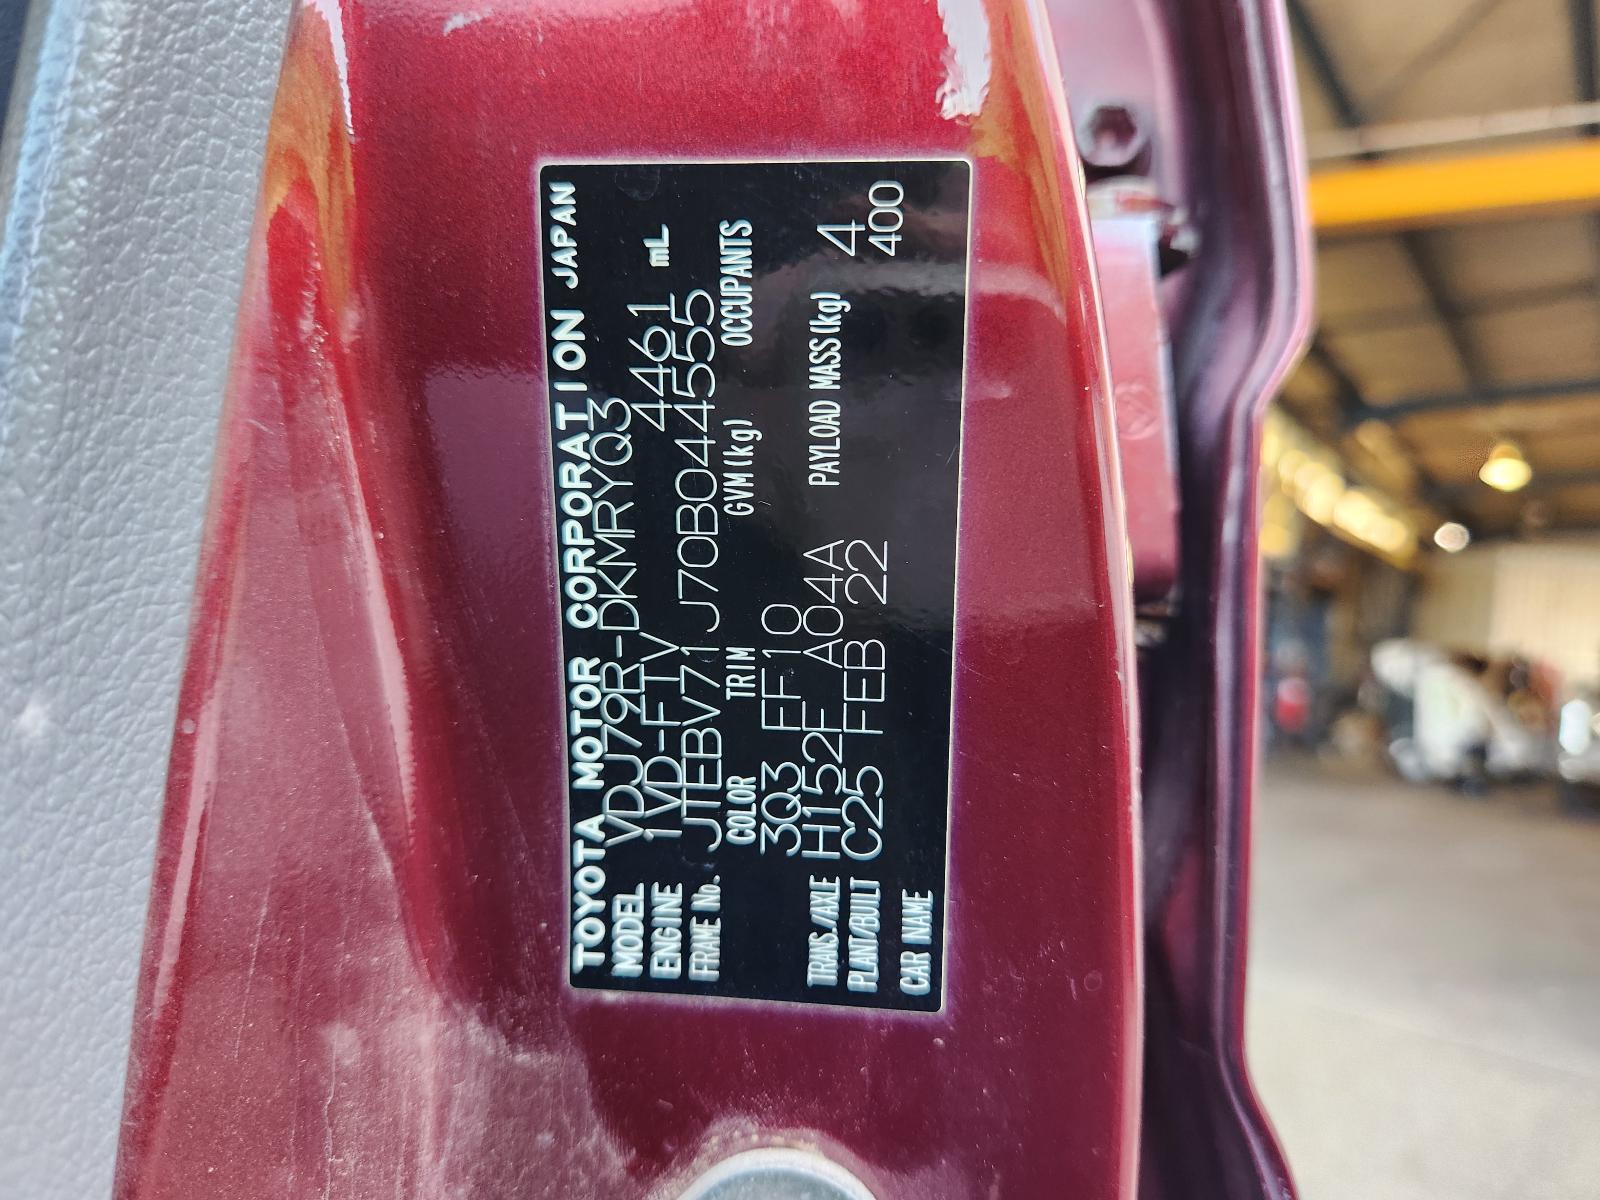 TOYOTA MOTOR CORPORATION JAPAN
MODEL VDJ79R-DKMRYQ3
ENGINE 1VD-FTV 4461 mL
FRAME No. JTEBV71J70B044555
COLOR TRIM GVM(kg) OCCUPANTS
3Q3 FF10 4
TRANS./AXLE H152F A04A PAYLOAD MASS(kg) 400
PLANT/BUILT C25 FEB 22
CAR NAME